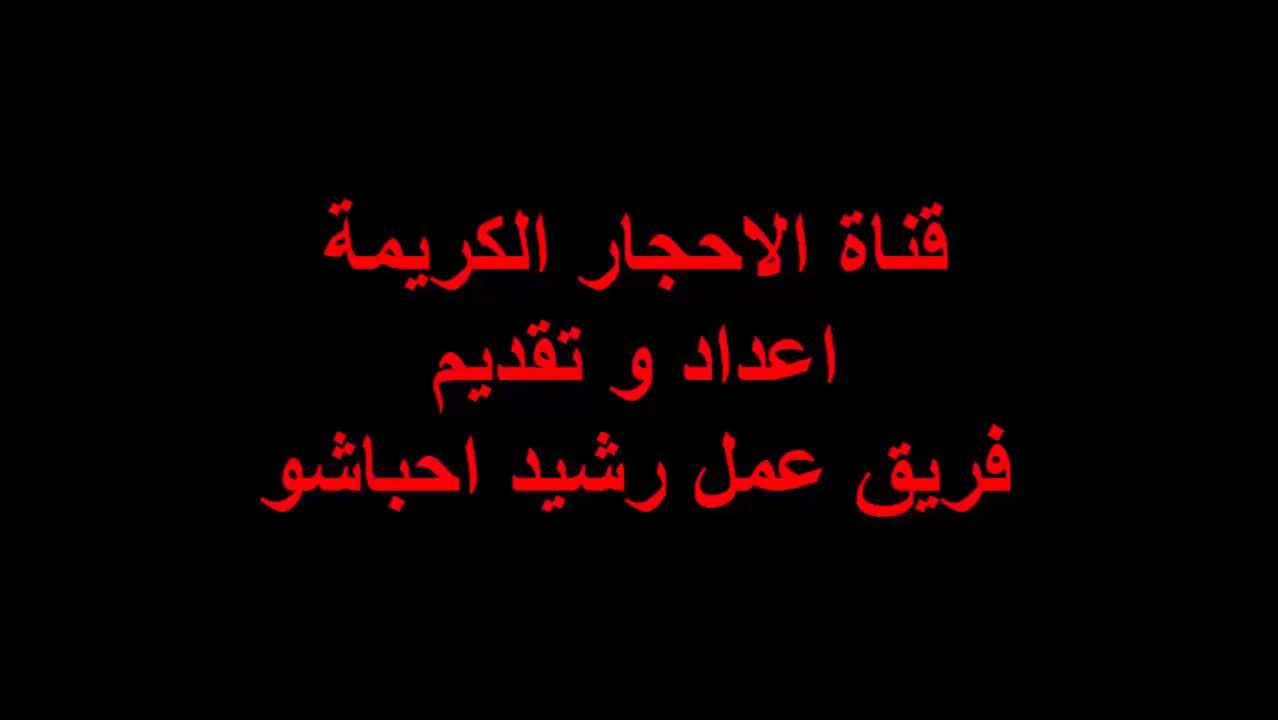 قناة الاحجار الكريمة
اعداد و تقديم
فريق عمل رشيد احباشو